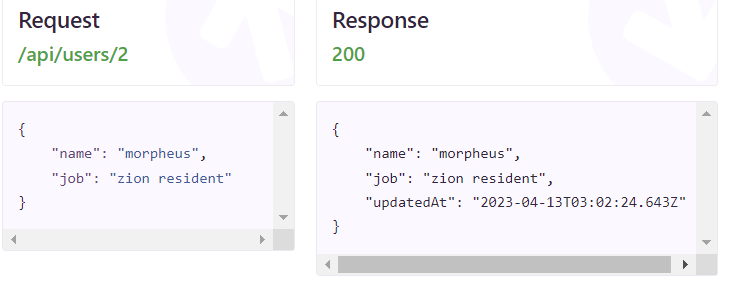 Request
/api/users/2
{
    "name": "morpheus",
    "job": "zion resident"
}
Response
200
{
    "name": "morpheus",
    "job": "zion resident",
    "updatedAt": "2023-04-13T03:02:24.643Z"
}